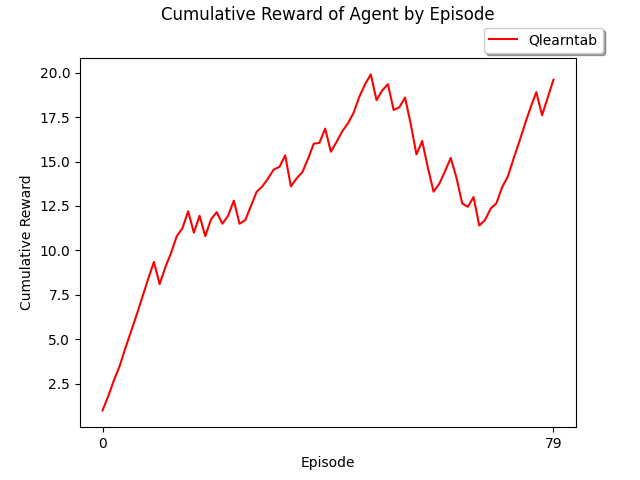 Cumulative Reward of Agent by Episode
Qlearntab
20.0
17.5
15.0
12.5
10.0
7.5
5.0
2.5
Cumulative Reward
0
79
Episode